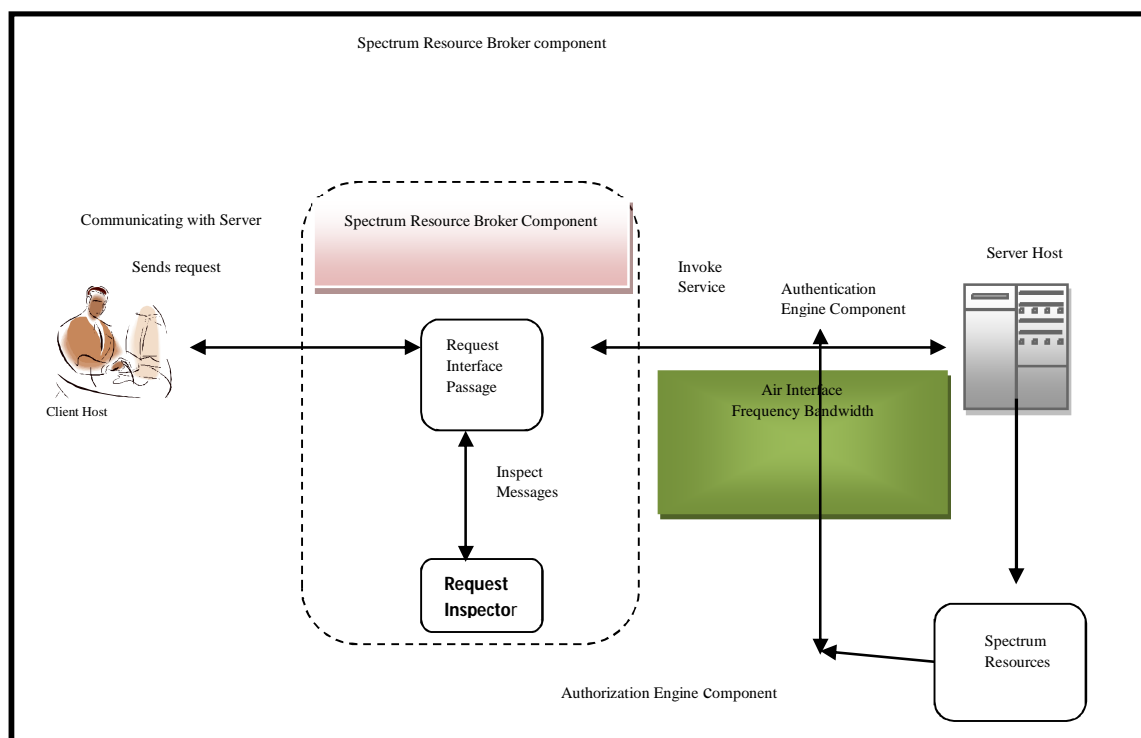 Spectrum Resource Broker component
Communicating with Server
Sends request
Client Host
Spectrum Resource Broker Component
Request
Interface
Passage
Inspect
Messages
Request
Inspector
Invoke
Service
Authentication
Engine Component
Server Host
Air Interface
Frequency Bandwidth
Spectrum
Resources
Authorization Engine Component